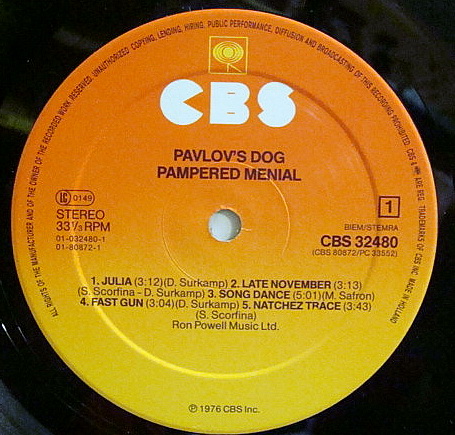 ALL RIGHTS OF THE MANUFACTURER AND OF THE OWNER OF THE RECORDED WORK RESERVED. UNAUTHORIZED COPYING, LENDING, HIRING, PUBLIC PERFORMANCE, DIFFUSION AND BROADCASTING OF THIS RECORDING PROHIBITED. CBS & ARE REG. TRADEMARKS OF CBS INC. MADE IN HOLLAND
CBS
PAVLOV'S DOG
PAMPERED MENIAL
LC 0149
1
STEREO
33⅓ RPM
01-032480-1
01-80872-1
BIEM/STEMRA
CBS 32480
(CBS 80872/PC 33552)
1. JULIA (3:12)(D. Surkamp) 2. LATE NOVEMBER (3:13)
(S. Scorfina - D. Surkamp) 3. SONG DANCE (5:01)(M. Safron)
4. FAST GUN (3:04)(D. Surkamp) 5. NATCHEZ TRACE (3:43)
(S. Scorfina)
Ron Powell Music Ltd.
℗ 1976 CBS Inc.